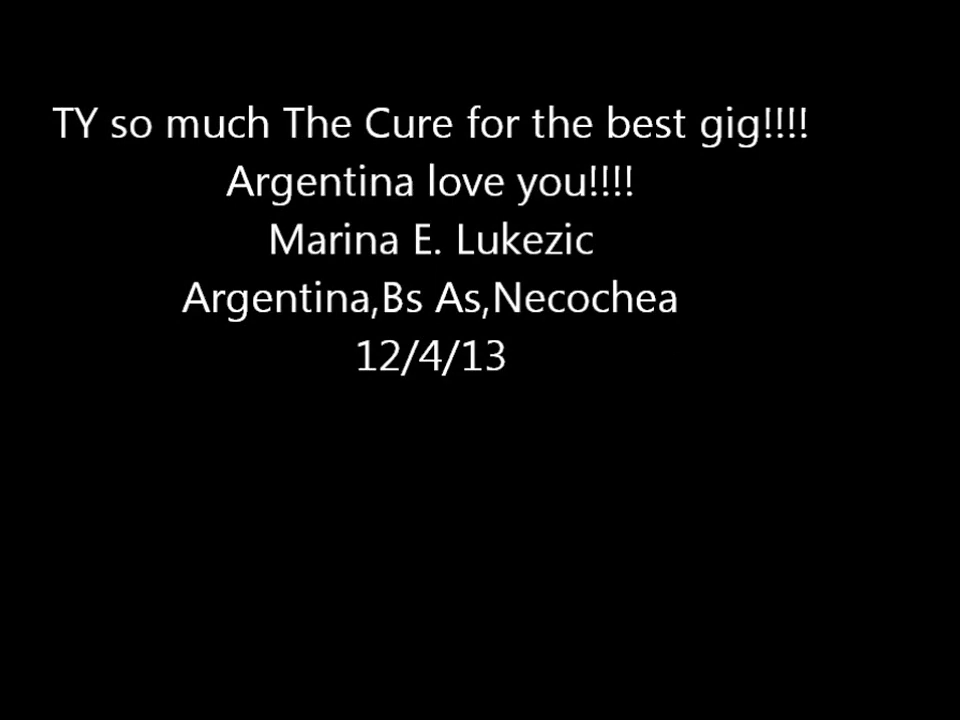 TY so much The Cure for the best gig!!!!
Argentina love you!!!!
Marina E. Lukezic
Argentina,Bs As,Necochea
12/4/13